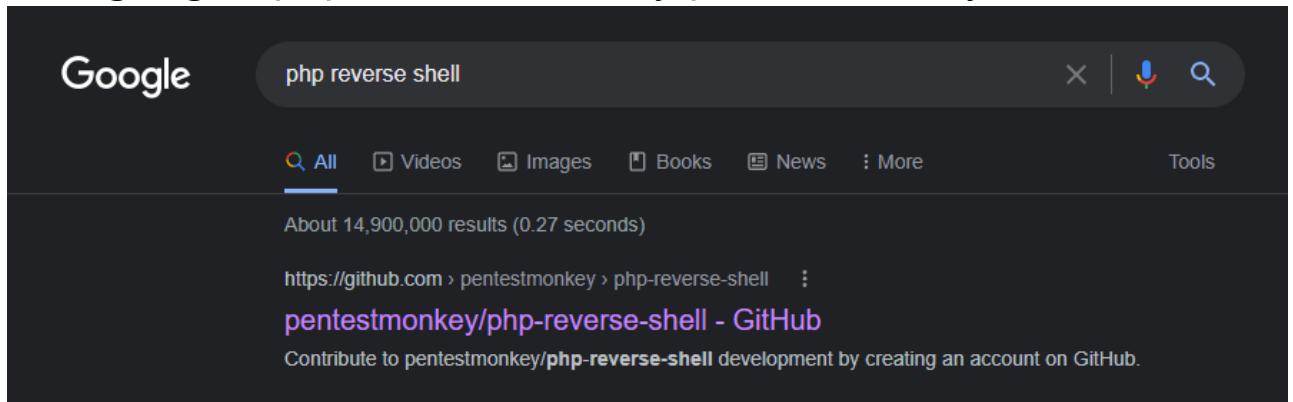 Google
php reverse shell
All Videos Images Books News More Tools
About 14,900,000 results (0.27 seconds)
https://github.com › pentestmonkey › php-reverse-shell
pentestmonkey/php-reverse-shell - GitHub
Contribute to pentestmonkey/php-reverse-shell development by creating an account on GitHub.